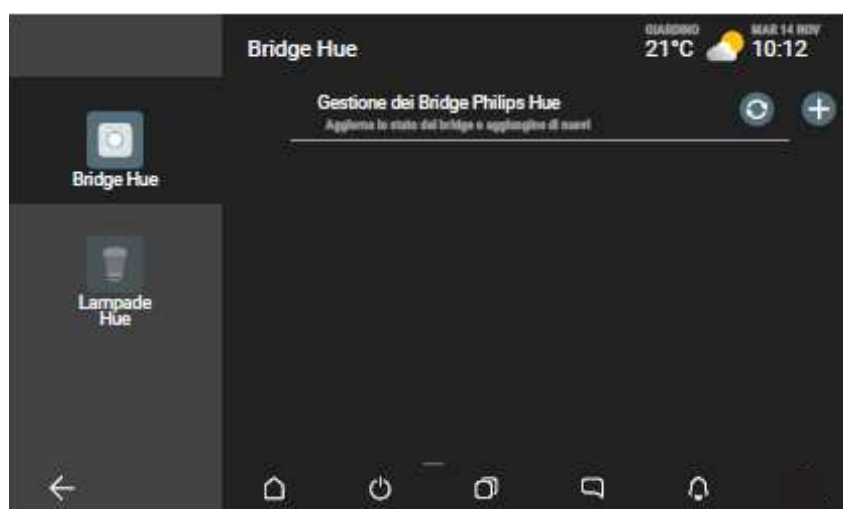 Bridge Hue
GIARDINO
21°C
MAR 14 NOV
10:12
Gestione dei Bridge Philips Hue
Aggiorna lo stato dei bridge e aggiungine di nuovi
Bridge Hue
Lampade
Hue